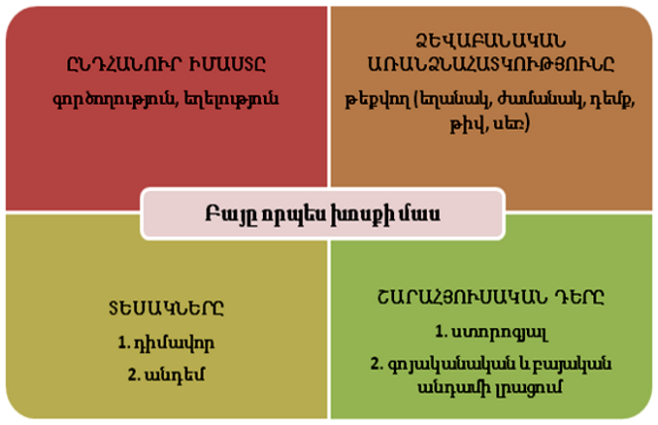 ԸՆԴՀԱՆՈՒՐ ԻՄԱՍՏԸ
գործողություն, եղելություն
ՁԵՎԱԲԱՆԱԿԱՆ
ԱՌԱՆՁՆԱՀԱՏԿՈՒԹՅՈՒՆԸ
թեքվող (եղանակ, ժամանակ, դեմք,
թիվ, սեռ)
Բայը որպես խոսքի մաս
ՏԵՍԱԿՆԵՐԸ
1. դիմավոր
2. անդեմ
ՇԱՐԱՀՅՈՒՍԱԿԱՆ ԴԵՐԸ
1. ստորոգյալ
2. գոյականական և բայական
անդամի լրացում